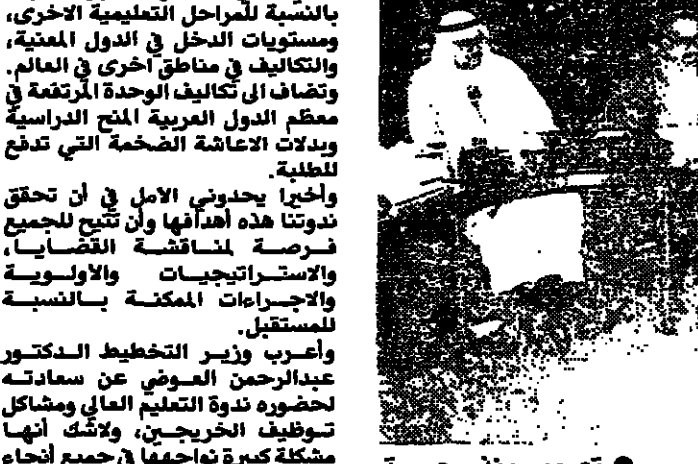 بالنسبة للمراحل التعليمية الاخرى،
ومستويات الدخل في الدول المعنية،
والتكاليف في مناطق اخرى في العالم.
وتضاف الى تكاليف الوحدة المرتفعة في
معظم الدول العربية المنح الدراسية
وبدلات الاعاشة الضخمة التي تدفع
للطلبة.
وأخيرا يحدوني الامل في أن تحقق
ندوتنا هذه أهدافها وأن تتيح للجميع
فرصة لمناقشة القضايا،
والاستراتيجيات والاولوية
والاجراءات الممكنة بالنسبة
للمستقبل.
وأعرب وزير التخطيط الدكتور
عبدالرحمن العوضي عن سعادته
لحضوره ندوة التعليم العالي ومشاكل
توظيف الخريجين، ولاشك أنها
مشكلة كبيرة نواجهها في جميع أنحاء